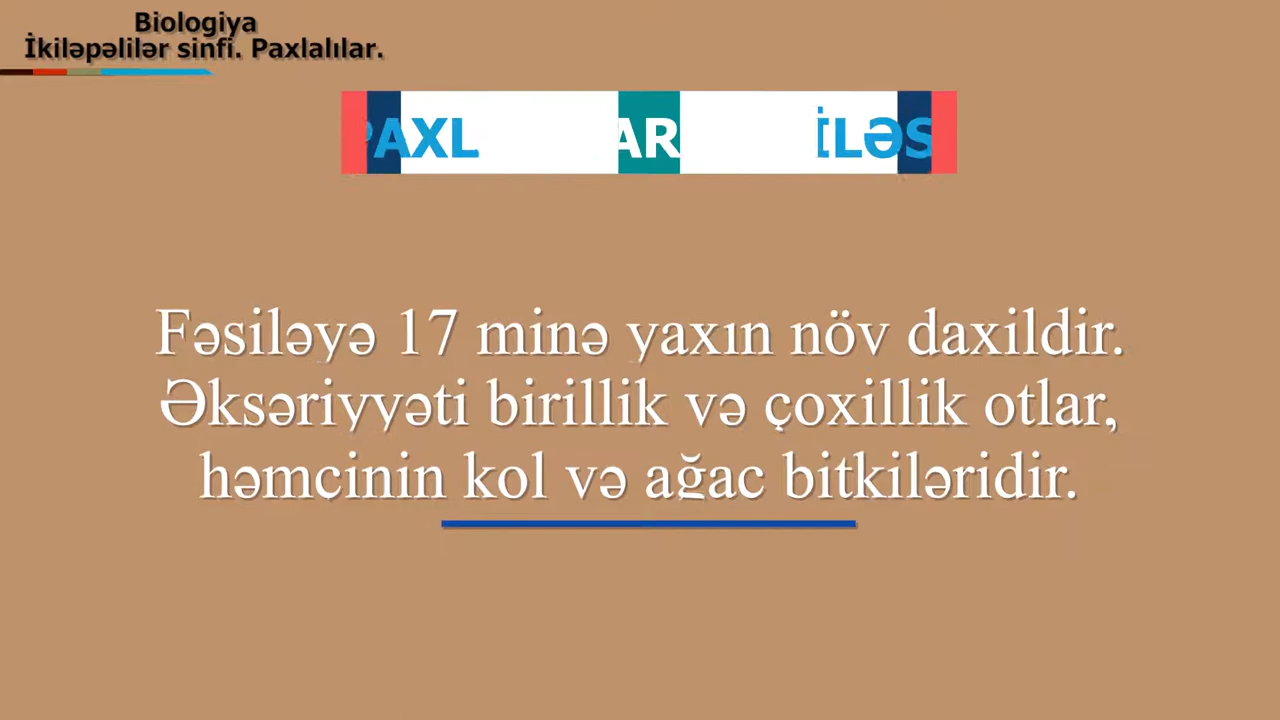 Biologiya
İkiləpəlilər sinfi. Paxlalılar.
Fəsiləyə 17 minə yaxın növ daxildir.
Əksəriyyəti birillik və çoxillik otlar,
həmçinin kol və ağac bitkiləridir.